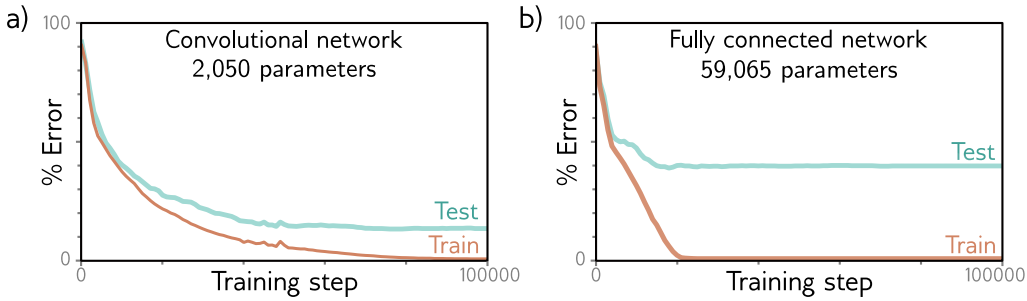 a)
100
Convolutional network
2,050 parameters
% Error
Test
Train
0
0
Training step
100000
b)
100
Fully connected network
59,065 parameters
% Error
Test
Train
0
0
Training step
100000